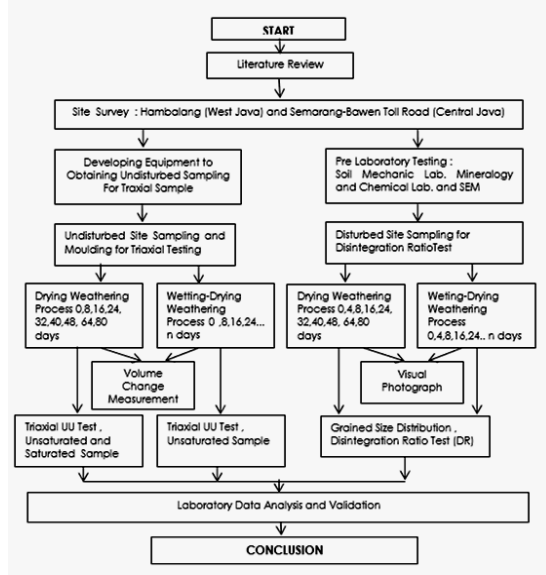 START
Literature Review
Site Survey : Hambalang (West Java) and Semarang-Bawen Toll Road (Central Java)
Developing Equipment to
Obtaining Undisturbed Sampling
For Traxial Sample
Pre Laboratory Testing :
Soil Mechanic Lab. Mineralogy
and Chemical Lab. and SEM
Undisturbed Site Sampling and
Moulding for Triaxial Testing
Disturbed Site Sampling for
Disintegration RatioTest
Drying Weathering
Process 0,8,16,24,
32,40,48, 64,80
days
Wetting-Drying
Weathering
Process 0 ,8,16,24...
n days
Drying Weathering
Process 0,4,8,16,24,
32,40,48, 64,80
days
Weting-Drying
Weathering
Process
0,4,8,16,24.. n days
Volume
Change
Measurement
Visual
Photograph
Triaxial UU Test ,
Unsaturated and
Saturated Sample
Triaxial UU Test ,
Unsaturated Sample
Grained Size Distribution ,
Disintegration Ratio Test (DR)
Laboratory Data Analysis and Validation
CONCLUSION